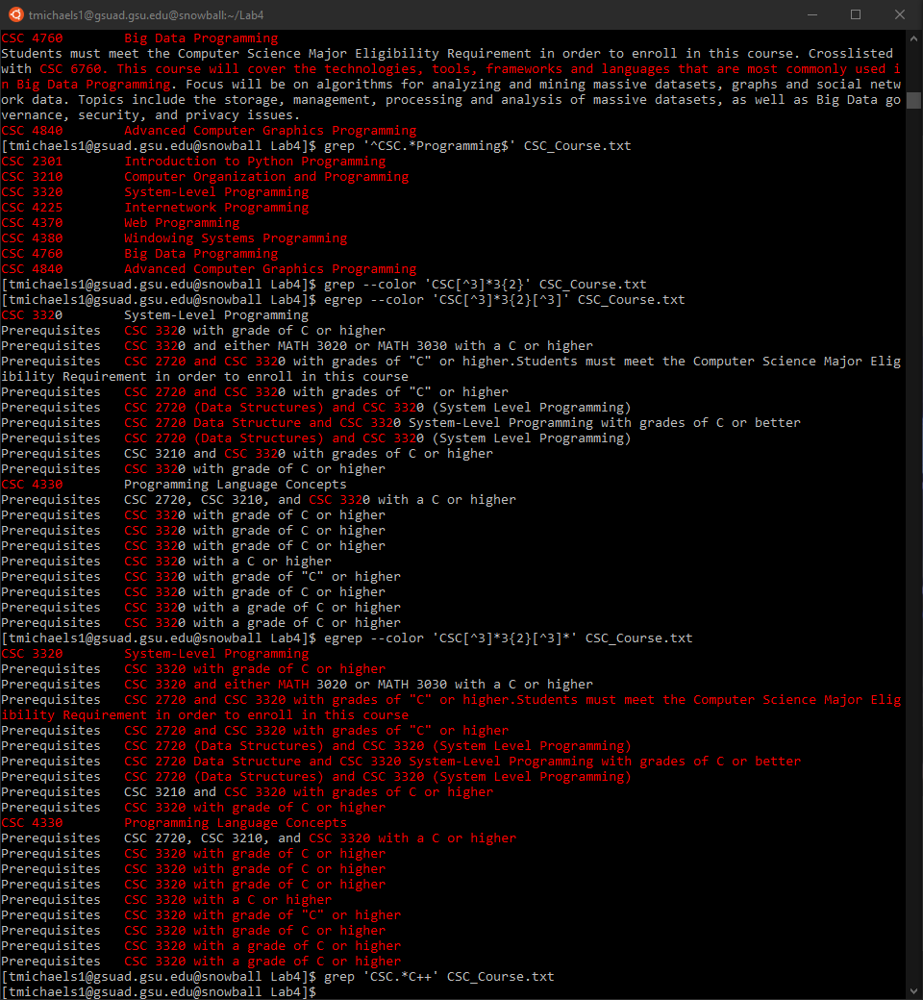 tmichaels1@gsuad.gsu.edu@snowball:~/Lab4
CSC 4760        Big Data Programming
Students must meet the Computer Science Major Eligibility Requirement in order to enroll in this course. Crosslisted
with CSC 6760. This course will cover the technologies, tools, frameworks and languages that are most commonly used i
n Big Data Programming. Focus will be on algorithms for analyzing and mining massive datasets, graphs and social netw
ork data. Topics include the storage, management, processing and analysis of massive datasets, as well as Big Data go
vernance, security, and privacy issues.
CSC 4840        Advanced Computer Graphics Programming
[tmichaels1@gsuad.gsu.edu@snowball Lab4]$ grep '^CSC.*Programming$' CSC_Course.txt
CSC 2301        Introduction to Python Programming
CSC 3210        Computer Organization and Programming
CSC 3320        System-Level Programming
CSC 4225        Internetwork Programming
CSC 4370        Web Programming
CSC 4380        Windowing Systems Programming
CSC 4760        Big Data Programming
CSC 4840        Advanced Computer Graphics Programming
[tmichaels1@gsuad.gsu.edu@snowball Lab4]$ grep --color 'CSC[^3]*3{2}' CSC_Course.txt
[tmichaels1@gsuad.gsu.edu@snowball Lab4]$ egrep --color 'CSC[^3]*3{2}[^3]' CSC_Course.txt
CSC 3320        System-Level Programming
Prerequisites   CSC 3320 with grade of C or higher
Prerequisites   CSC 3320 and either MATH 3020 or MATH 3030 with a C or higher
Prerequisites   CSC 2720 and CSC 3320 with grades of "C" or higher.Students must meet the Computer Science Major Elig
ibility Requirement in order to enroll in this course
Prerequisites   CSC 2720 and CSC 3320 with grades of "C" or higher
Prerequisites   CSC 2720 (Data Structures) and CSC 3320 (System Level Programming)
Prerequisites   CSC 2720 Data Structure and CSC 3320 System-Level Programming with grades of C or better
Prerequisites   CSC 2720 (Data Structures) and CSC 3320 (System Level Programming)
Prerequisites   CSC 3210 and CSC 3320 with grades of C or higher
Prerequisites   CSC 3320 with grade of C or higher
CSC 4330        Programming Language Concepts
Prerequisites   CSC 2720, CSC 3210, and CSC 3320 with a C or higher
Prerequisites   CSC 3320 with grade of C or higher
Prerequisites   CSC 3320 with grade of C or higher
Prerequisites   CSC 3320 with grade of C or higher
Prerequisites   CSC 3320 with a C or higher
Prerequisites   CSC 3320 with grade of "C" or higher
Prerequisites   CSC 3320 with grade of C or higher
Prerequisites   CSC 3320 with a grade of C or higher
Prerequisites   CSC 3320 with a grade of C or higher
[tmichaels1@gsuad.gsu.edu@snowball Lab4]$ egrep --color 'CSC[^3]*3{2}[^3]*' CSC_Course.txt
CSC 3320        System-Level Programming
Prerequisites   CSC 3320 with grade of C or higher
Prerequisites   CSC 3320 and either MATH 3020 or MATH 3030 with a C or higher
Prerequisites   CSC 2720 and CSC 3320 with grades of "C" or higher.Students must meet the Computer Science Major Elig
ibility Requirement in order to enroll in this course
Prerequisites   CSC 2720 and CSC 3320 with grades of "C" or higher
Prerequisites   CSC 2720 (Data Structures) and CSC 3320 (System Level Programming)
Prerequisites   CSC 2720 Data Structure and CSC 3320 System-Level Programming with grades of C or better
Prerequisites   CSC 2720 (Data Structures) and CSC 3320 (System Level Programming)
Prerequisites   CSC 3210 and CSC 3320 with grades of C or higher
Prerequisites   CSC 3320 with grade of C or higher
CSC 4330        Programming Language Concepts
Prerequisites   CSC 2720, CSC 3210, and CSC 3320 with a C or higher
Prerequisites   CSC 3320 with grade of C or higher
Prerequisites   CSC 3320 with grade of C or higher
Prerequisites   CSC 3320 with grade of C or higher
Prerequisites   CSC 3320 with a C or higher
Prerequisites   CSC 3320 with grade of "C" or higher
Prerequisites   CSC 3320 with grade of C or higher
Prerequisites   CSC 3320 with a grade of C or higher
Prerequisites   CSC 3320 with a grade of C or higher
[tmichaels1@gsuad.gsu.edu@snowball Lab4]$ grep 'CSC.*C++' CSC_Course.txt
[tmichaels1@gsuad.gsu.edu@snowball Lab4]$